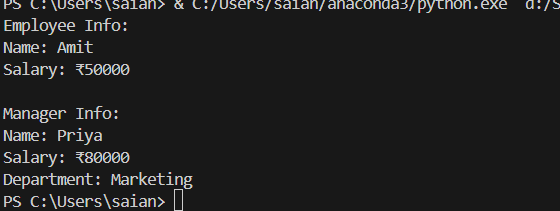 PS C:\Users\saian> & C:/Users/saian/anaconda3/python.exe d:/S
Employee Info:
Name: Amit
Salary: ₹50000
Manager Info:
Name: Priya
Salary: ₹80000
Department: Marketing
PS C:\Users\saian>